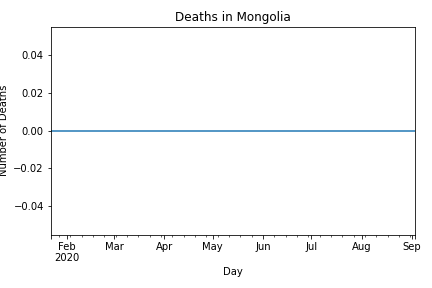 Deaths in Mongolia
0.04
0.02
0.00
−0.02
−0.04
Number of Deaths
Feb Mar Apr May Jun Jul Aug Sep
2020
Day